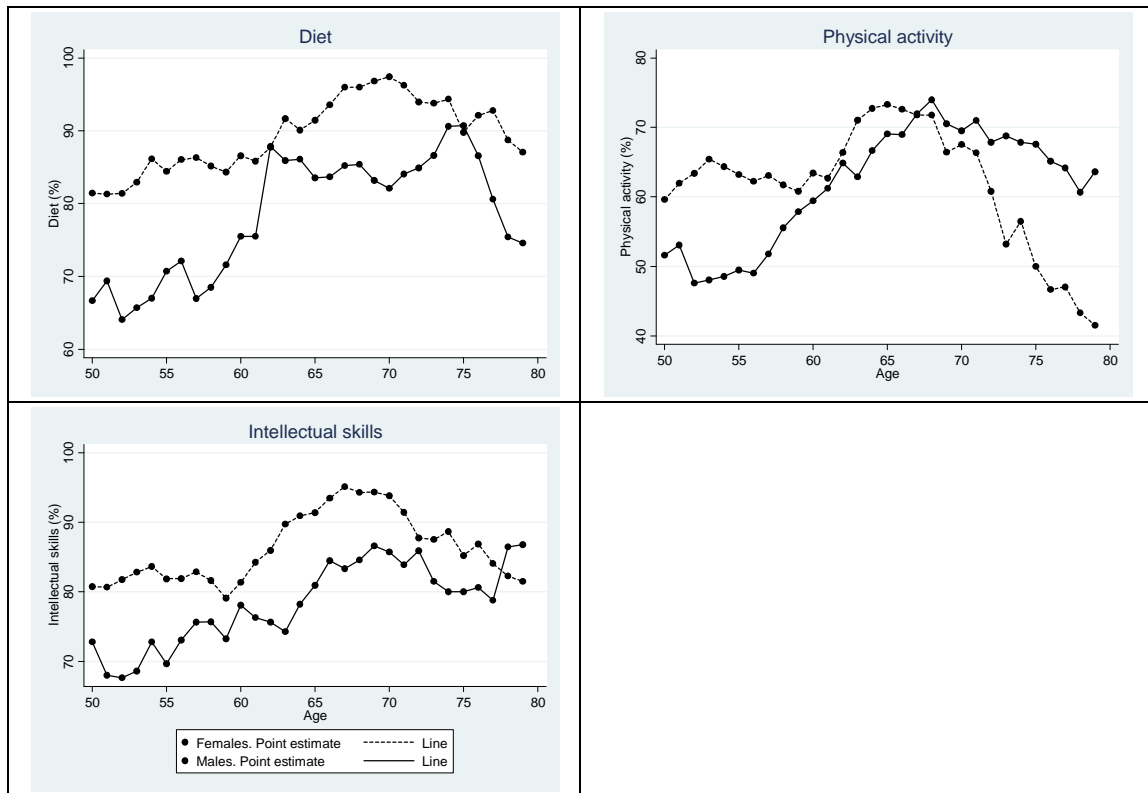 Diet
Diet (%)
100
90
80
70
60
50 55 60 65 70 75 80
Physical activity
Physical activity (%)
80
70
60
50
40
50 55 60 65 70 75 80
Age
Intellectual skills
Intellectual skills (%)
100
90
80
70
50 55 60 65 70 75 80
Age
Females. Point estimate Line
Males. Point estimate Line